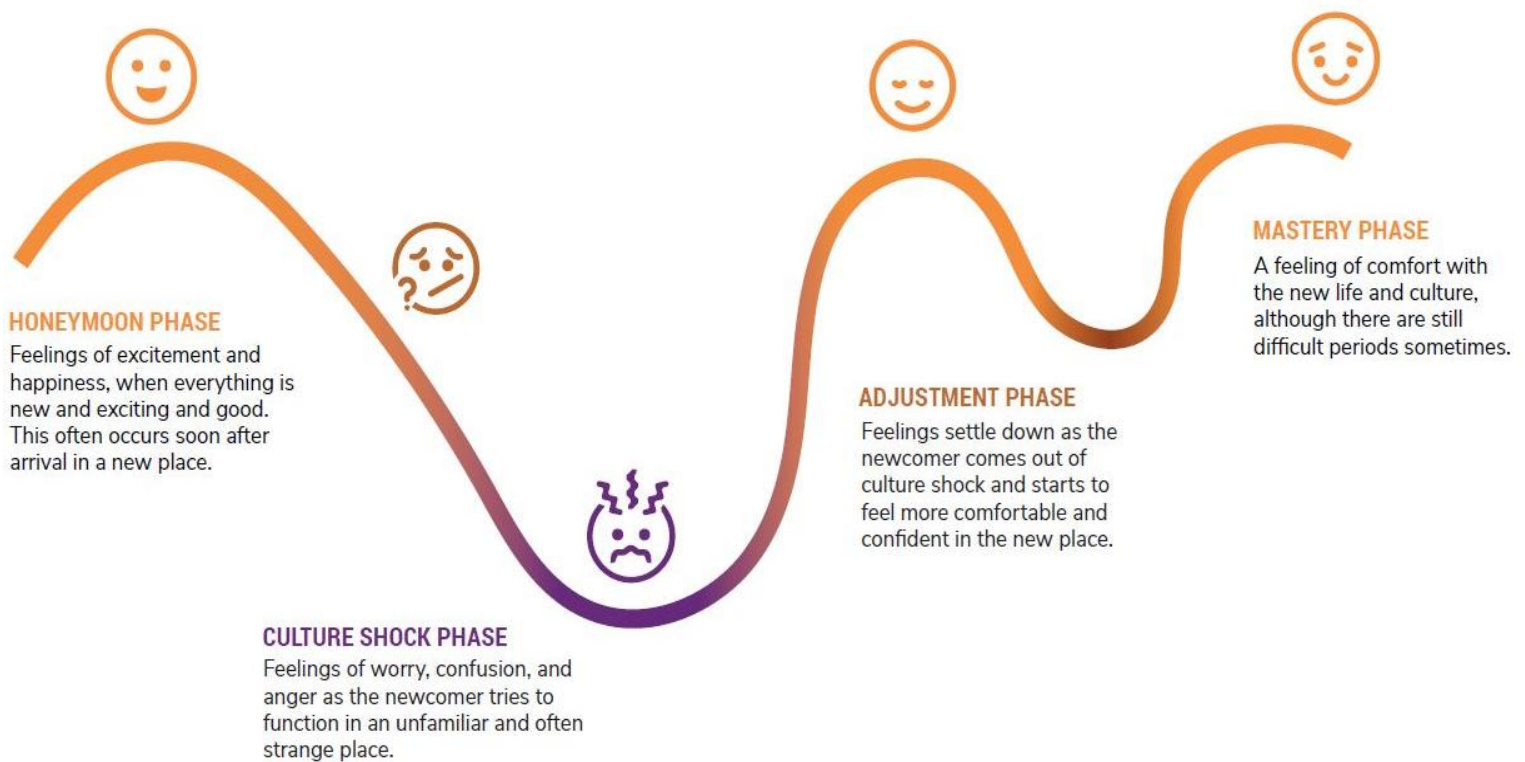 HONEYMOON PHASE
Feelings of excitement and
happiness, when everything is
new and exciting and good.
This often occurs soon after
arrival in a new place.
?
CULTURE SHOCK PHASE
Feelings of worry, confusion, and
anger as the newcomer tries to
function in an unfamiliar and often
strange place.
ADJUSTMENT PHASE
Feelings settle down as the
newcomer comes out of
culture shock and starts to
feel more comfortable and
confident in the new place.
MASTERY PHASE
A feeling of comfort with
the new life and culture,
although there are still
difficult periods sometimes.